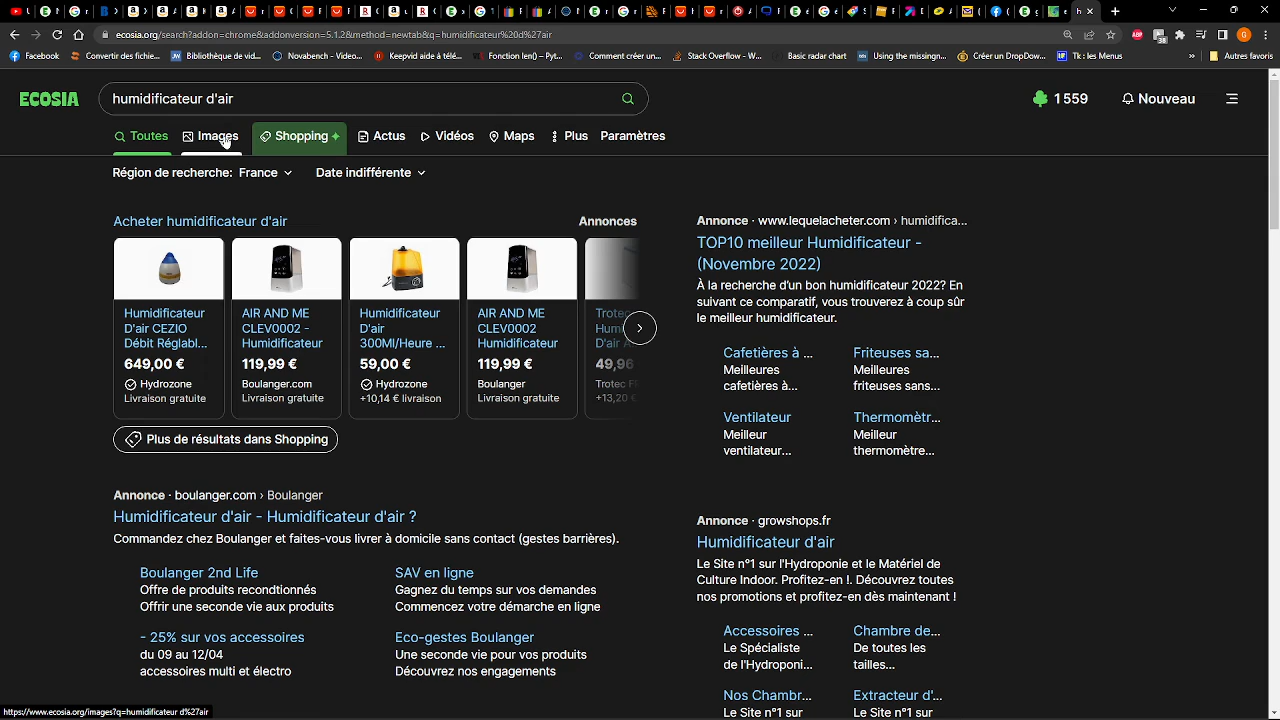 ecosia.org/search?addon=chrome&addonversion=5.1.2&method=newtab&q=humidificateur%20d%27air
Facebook
Convertir des fichie...
Bibliothèque de vid...
Novabench - Vider...
Keepvid aide à téléc...
Fonction len() – Pyt...
Comment créer un...
Stack Overflow - W...
Basic radar chart
Using the missingn...
Créer un DropDow...
Tk : les Menus
»
Autres favoris
ECOSIA
humidificateur d'air
1 559
Nouveau
Toutes
Images
Shopping
Actus
Vidéos
Maps
Plus
Paramètres
Région de recherche: France
Date indifférente
Acheter humidificateur d'air
Annonces
Humidificateur
D'air CEZIO
Débit Réglabl...
649,00 €
Hydrozone
Livraison gratuite
AIR AND ME
CLEV0002 -
Humidificateur
119,99 €
Boulanger.com
Livraison gratuite
Humidificateur
D'air
300Ml/Heure ...
59,00 €
Hydrozone
+10,14 € livraison
AIR AND ME
CLEV0002
Humidificateur
119,99 €
Boulanger
Livraison gratuite
Trote
Hum
D'air A
49,96
Trotec F
+13,20 €
Plus de résultats dans Shopping
Annonce · boulanger.com › Boulanger
Humidificateur d'air - Humidificateur d'air ?
Commandez chez Boulanger et faites-vous livrer à domicile sans contact (gestes barrières).
Boulanger 2nd Life
Offre de produits recondtionnés
Offrir une seconde vie aux produits
SAV en ligne
Gagnez du temps sur vos demandes
Commencez votre démarche en ligne
- 25% sur vos accessoires
du 09 au 12/04
accessoires multi et électro
Eco-gestes Boulanger
Une seconde vie pour vos produits
Découvrez nos engagements
Annonce · www.lequelacheter.com › humidifica...
TOP10 meilleur Humidificateur -
(Novembre 2022)
À la recherche d'un bon humidificateur 2022? En
suivant ce comparatif, vous trouverez à coup sûr
le meilleur humidificateur.
Cafetières à ...
Meilleures
cafetières à...
Friteuses sa...
Meilleures
friteuses sans...
Ventilateur
Meilleur
ventilateur...
Thermomètr...
Meilleur
thermomètre...
Annonce · growshops.fr
Humidificateur d'air
Le Site n°1 sur l'Hydroponie et le Matériel de
Culture Indoor. Profitez-en !. Découvrez toutes
nos promotions et profitez-en dès maintenant !
Accessoires ...
Le Spécialiste
de l'Hydroponi...
Chambre de...
De toutes les
tailles...
Nos Chambr...
Le Site n°1 sur
Extracteur d'...
Le Site n°1 sur
https://www.ecosia.org/images?q=humidificateur d%27air